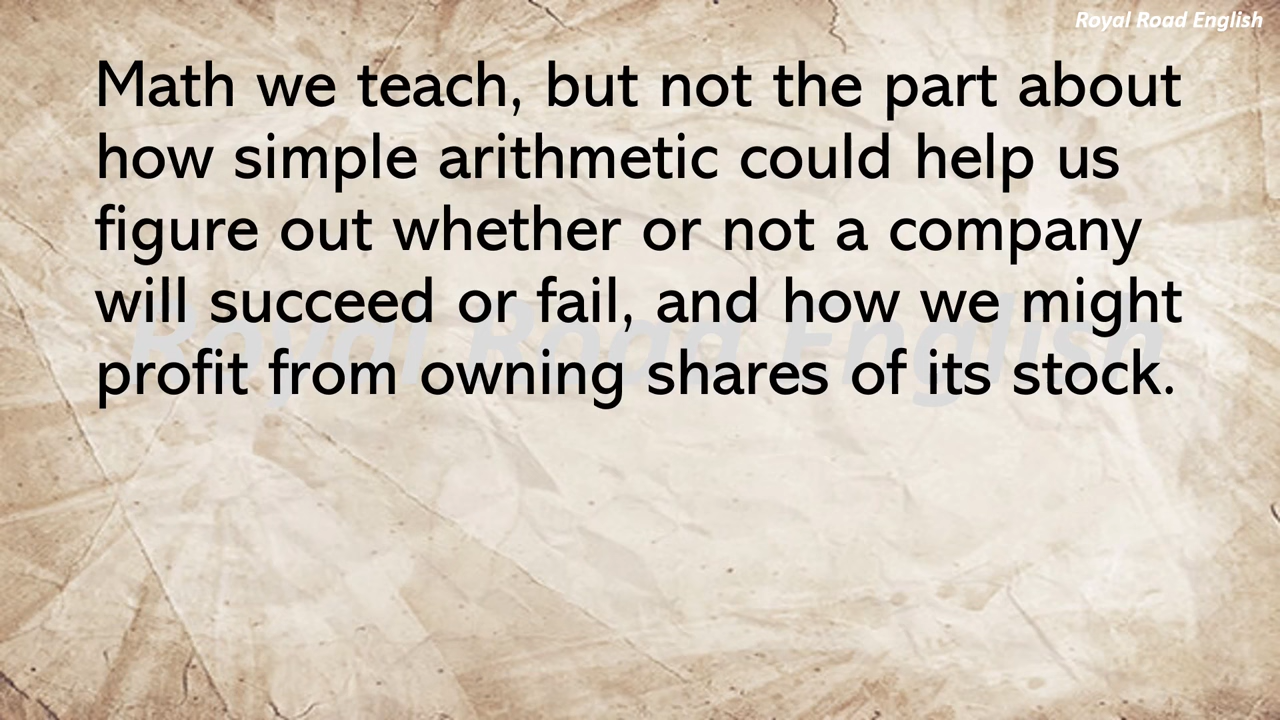 Royal Road English
Math we teach, but not the part about
how simple arithmetic could help us
figure out whether or not a company
will succeed or fail, and how we might
profit from owning shares of its stock.
Royal Road English